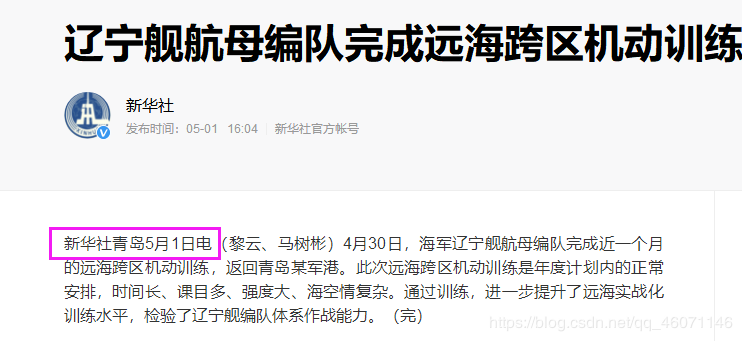 辽宁舰航母编队完成远海跨区机动训练
新华社
发布时间：05-01 16:04 新华社官方帐号
新华社青岛5月1日电（黎云、马树彬）4月30日，海军辽宁舰航母编队完成近一个月
的远海跨区机动训练，返回青岛某军港。此次远海跨区机动训练是年度计划内的正常
安排，时间长、课目多、强度大、海空情复杂。通过训练，进一步提升了远海实战化
训练水平，检验了辽宁舰编队体系作战能力。（完）
https://blog.csdn.net/qq_46071146